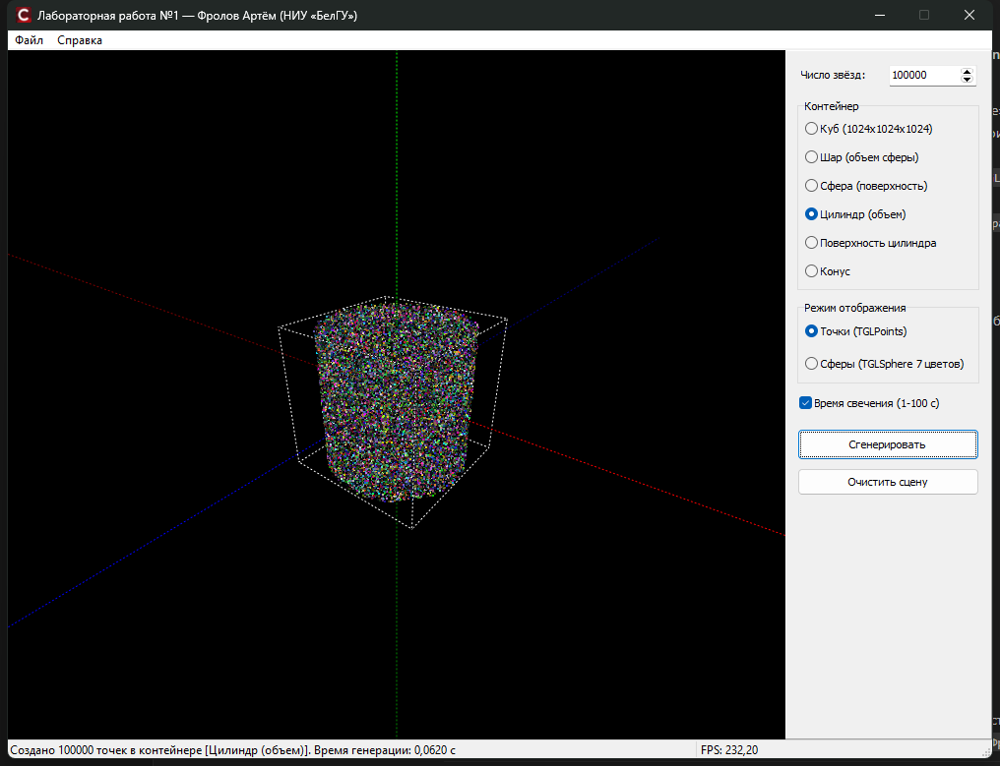 Лабораторная работа №1 — Фролов Артём (НИУ «БелГУ»)
Файл Справка
Число звёзд: 100000
Контейнер
Куб (1024x1024x1024)
Шар (объем сферы)
Сфера (поверхность)
Цилиндр (объем)
Поверхность цилиндра
Конус
Режим отображения
Точки (TGLPoints)
Сферы (TGLSphere 7 цветов)
Время свечения (1-100 с)
Сгенерировать
Очистить сцену
Создано 100000 точек в контейнере [Цилиндр (объем)]. Время генерации: 0,0620 с
FPS: 232,20